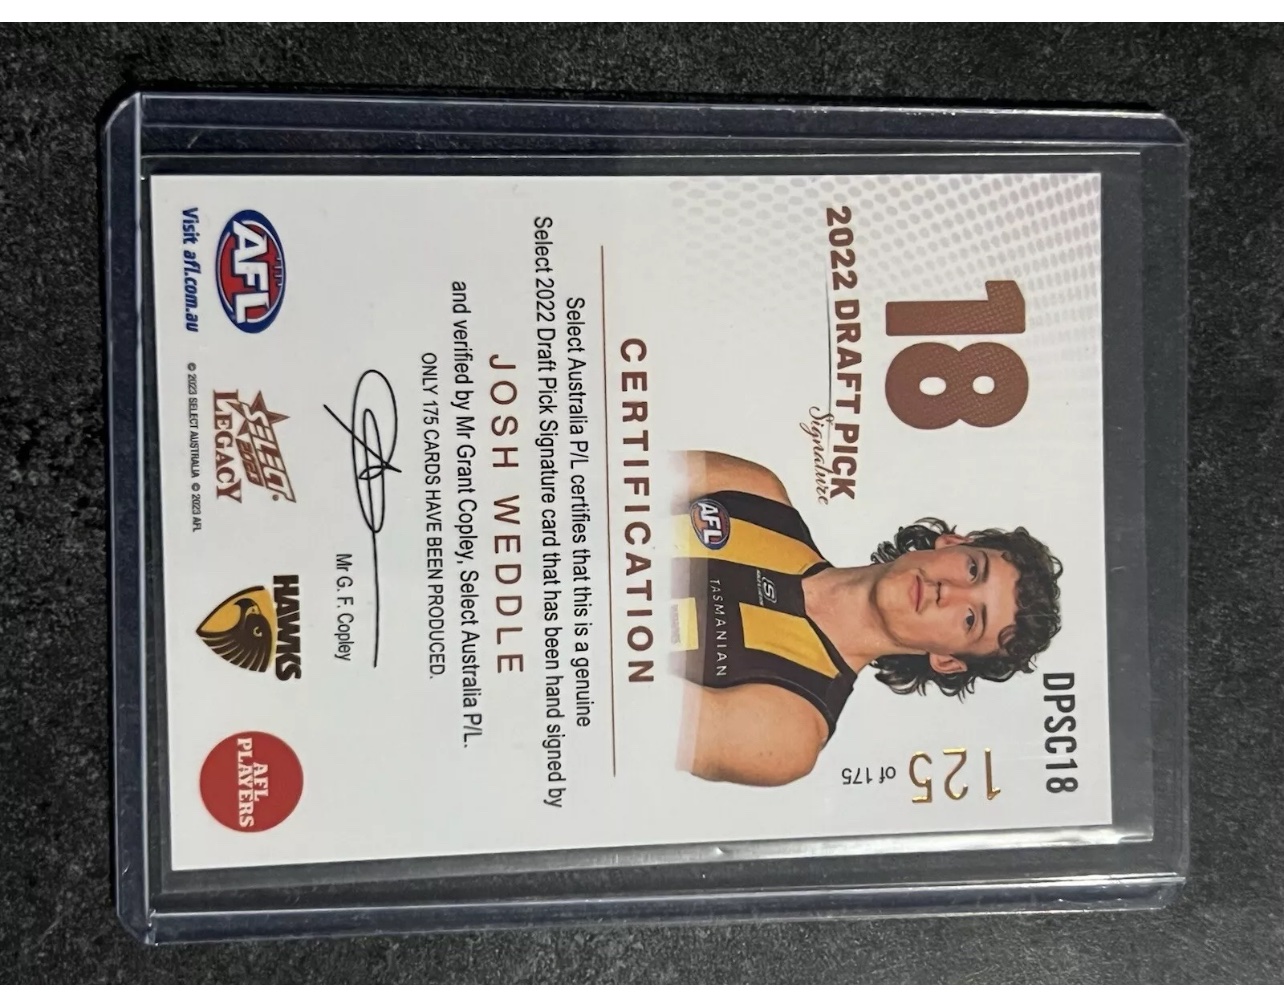 DPSC18
18
2022 DRAFT PICK
Signature
125
of 175
AFL
TASMANIAN
CERTIFICATION
Select Australia P/L certifies that this is a genuine
Select 2022 Draft Pick Signature card that has been hand signed by
JOSH WEDDLE
and verified by Mr Grant Copley, Select Australia P/L.
ONLY 175 CARDS HAVE BEEN PRODUCED.
Mr G. F. Copley
AFL
Visit afl.com.au
SELECT
2023
LEGACY
HAWKS
AFL
PLAYERS
© 2023 SELECT AUSTRALIA © 2023 AFL